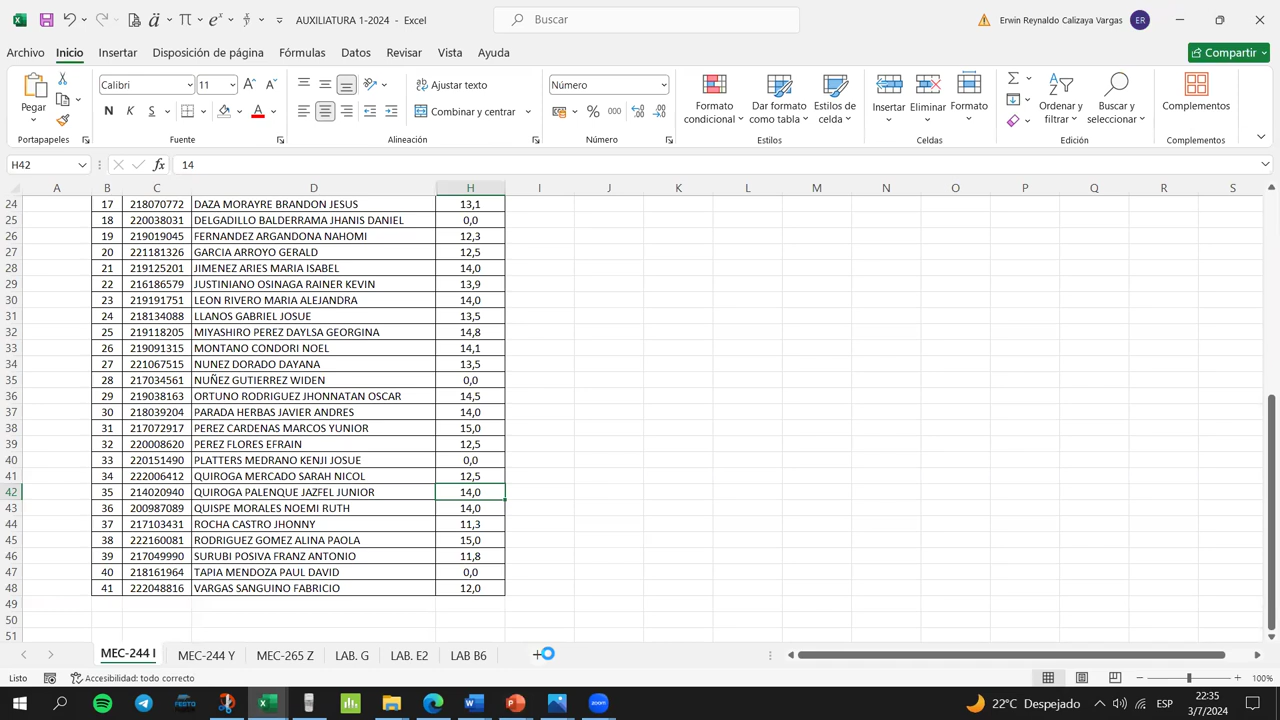 AUXILIATURA 1-2024 - Excel
Buscar
Erwin Reynaldo Calizaya Vargas
ER
Archivo Inicio Insertar Disposición de página Fórmulas Datos Revisar Vista Ayuda
Compartir
Pegar
Portapapeles
Calibri 11
N K S
Fuente
Ajustar texto
Combinar y centrar
Alineación
Número
% 000
Número
Formato condicional
Dar formato como tabla
Estilos de celda
Estilos
Insertar
Eliminar
Formato
Celdas
Ordenar y filtrar
Buscar y seleccionar
Edición
Complementos
Complementos
H42 fx 14
A B C D H I J K L M N O P Q R S
24 17 218070772 DAZA MORAYRE BRANDON JESUS 13,1
25 18 220038031 DELGADILLO BALDERRAMA JHANIS DANIEL 0,0
26 19 219019045 FERNANDEZ ARGANDONA NAHOMI 12,3
27 20 221181326 GARCIA ARROYO GERALD 12,5
28 21 219125201 JIMENEZ ARIES MARIA ISABEL 14,0
29 22 216186579 JUSTINIANO OSINAGA RAINER KEVIN 13,9
30 23 219191751 LEON RIVERO MARIA ALEJANDRA 14,0
31 24 218134088 LLANOS GABRIEL JOSUE 13,5
32 25 219118205 MIYASHIRO PEREZ DAYLSA GEORGINA 14,8
33 26 219091315 MONTANO CONDORI NOEL 14,1
34 27 221067515 NUNEZ DORADO DAYANA 13,5
35 28 217034561 NUÑEZ GUTIERREZ WIDEN 0,0
36 29 219038163 ORTUNO RODRIGUEZ JHONNATAN OSCAR 14,5
37 30 218039204 PARADA HERBAS JAVIER ANDRES 14,0
38 31 217072917 PEREZ CARDENAS MARCOS YUNIOR 15,0
39 32 220008620 PEREZ FLORES EFRAIN 12,5
40 33 220151490 PLATTERS MEDRANO KENJI JOSUE 0,0
41 34 222006412 QUIROGA MERCADO SARAH NICOL 12,5
42 35 214020940 QUIROGA PALENQUE JAZFEL JUNIOR 14,0
43 36 200987089 QUISPE MORALES NOEMI RUTH 14,0
44 37 217103431 ROCHA CASTRO JHONNY 11,3
45 38 222160081 RODRIGUEZ GOMEZ ALINA PAOLA 15,0
46 39 217049990 SURUBI POSIVA FRANZ ANTONIO 11,8
47 40 218161964 TAPIA MENDOZA PAUL DAVID 0,0
48 41 222048816 VARGAS SANGUINO FABRICIO 12,0
49
50
51
MEC-244 I MEC-244 Y MEC-265 Z LAB. G LAB. E2 LAB B6
Listo Accesibilidad: todo correcto 100%
FESTO
zoom
22°C Despejado ESP 22:35
3/7/2024